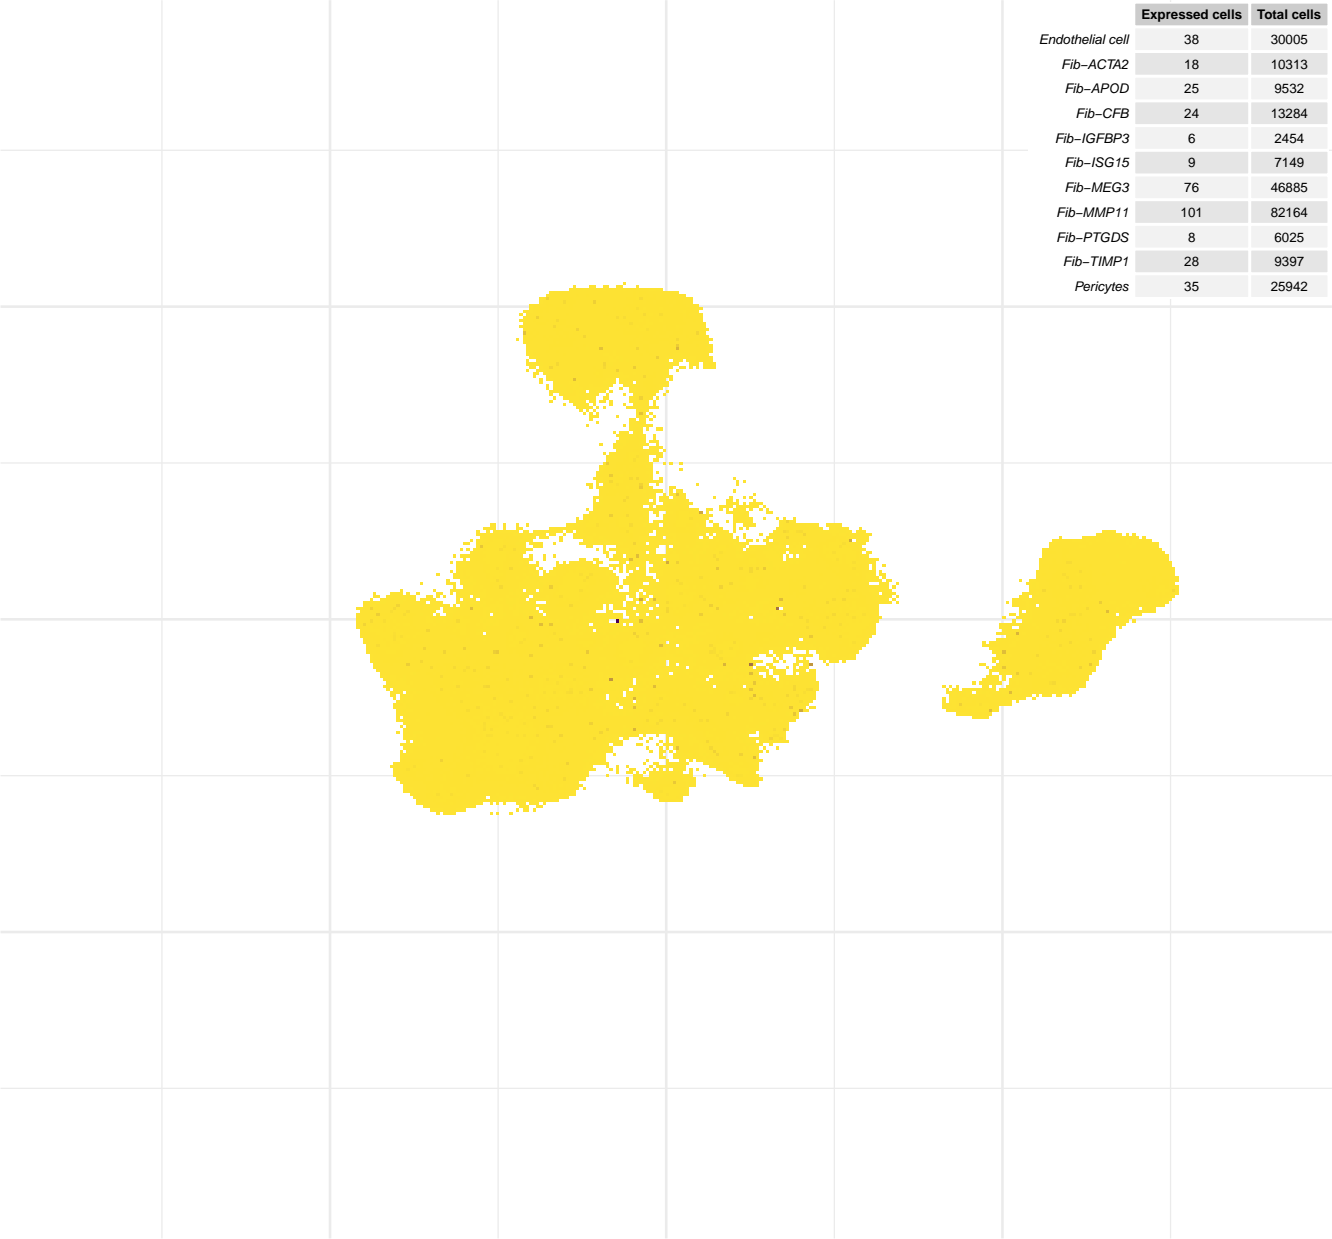 Expressed cells Total cells
Endothelial cell 38 30005
Fib−ACTA2 18 10313
Fib−APOD 25 9532
Fib−CFB 24 13284
Fib−IGFBP3 6 2454
Fib−ISG15 9 7149
Fib−MEG3 76 46885
Fib−MMP11 101 82164
Fib−PTGDS 8 6025
Fib−TIMP1 28 9397
Pericytes 35 25942